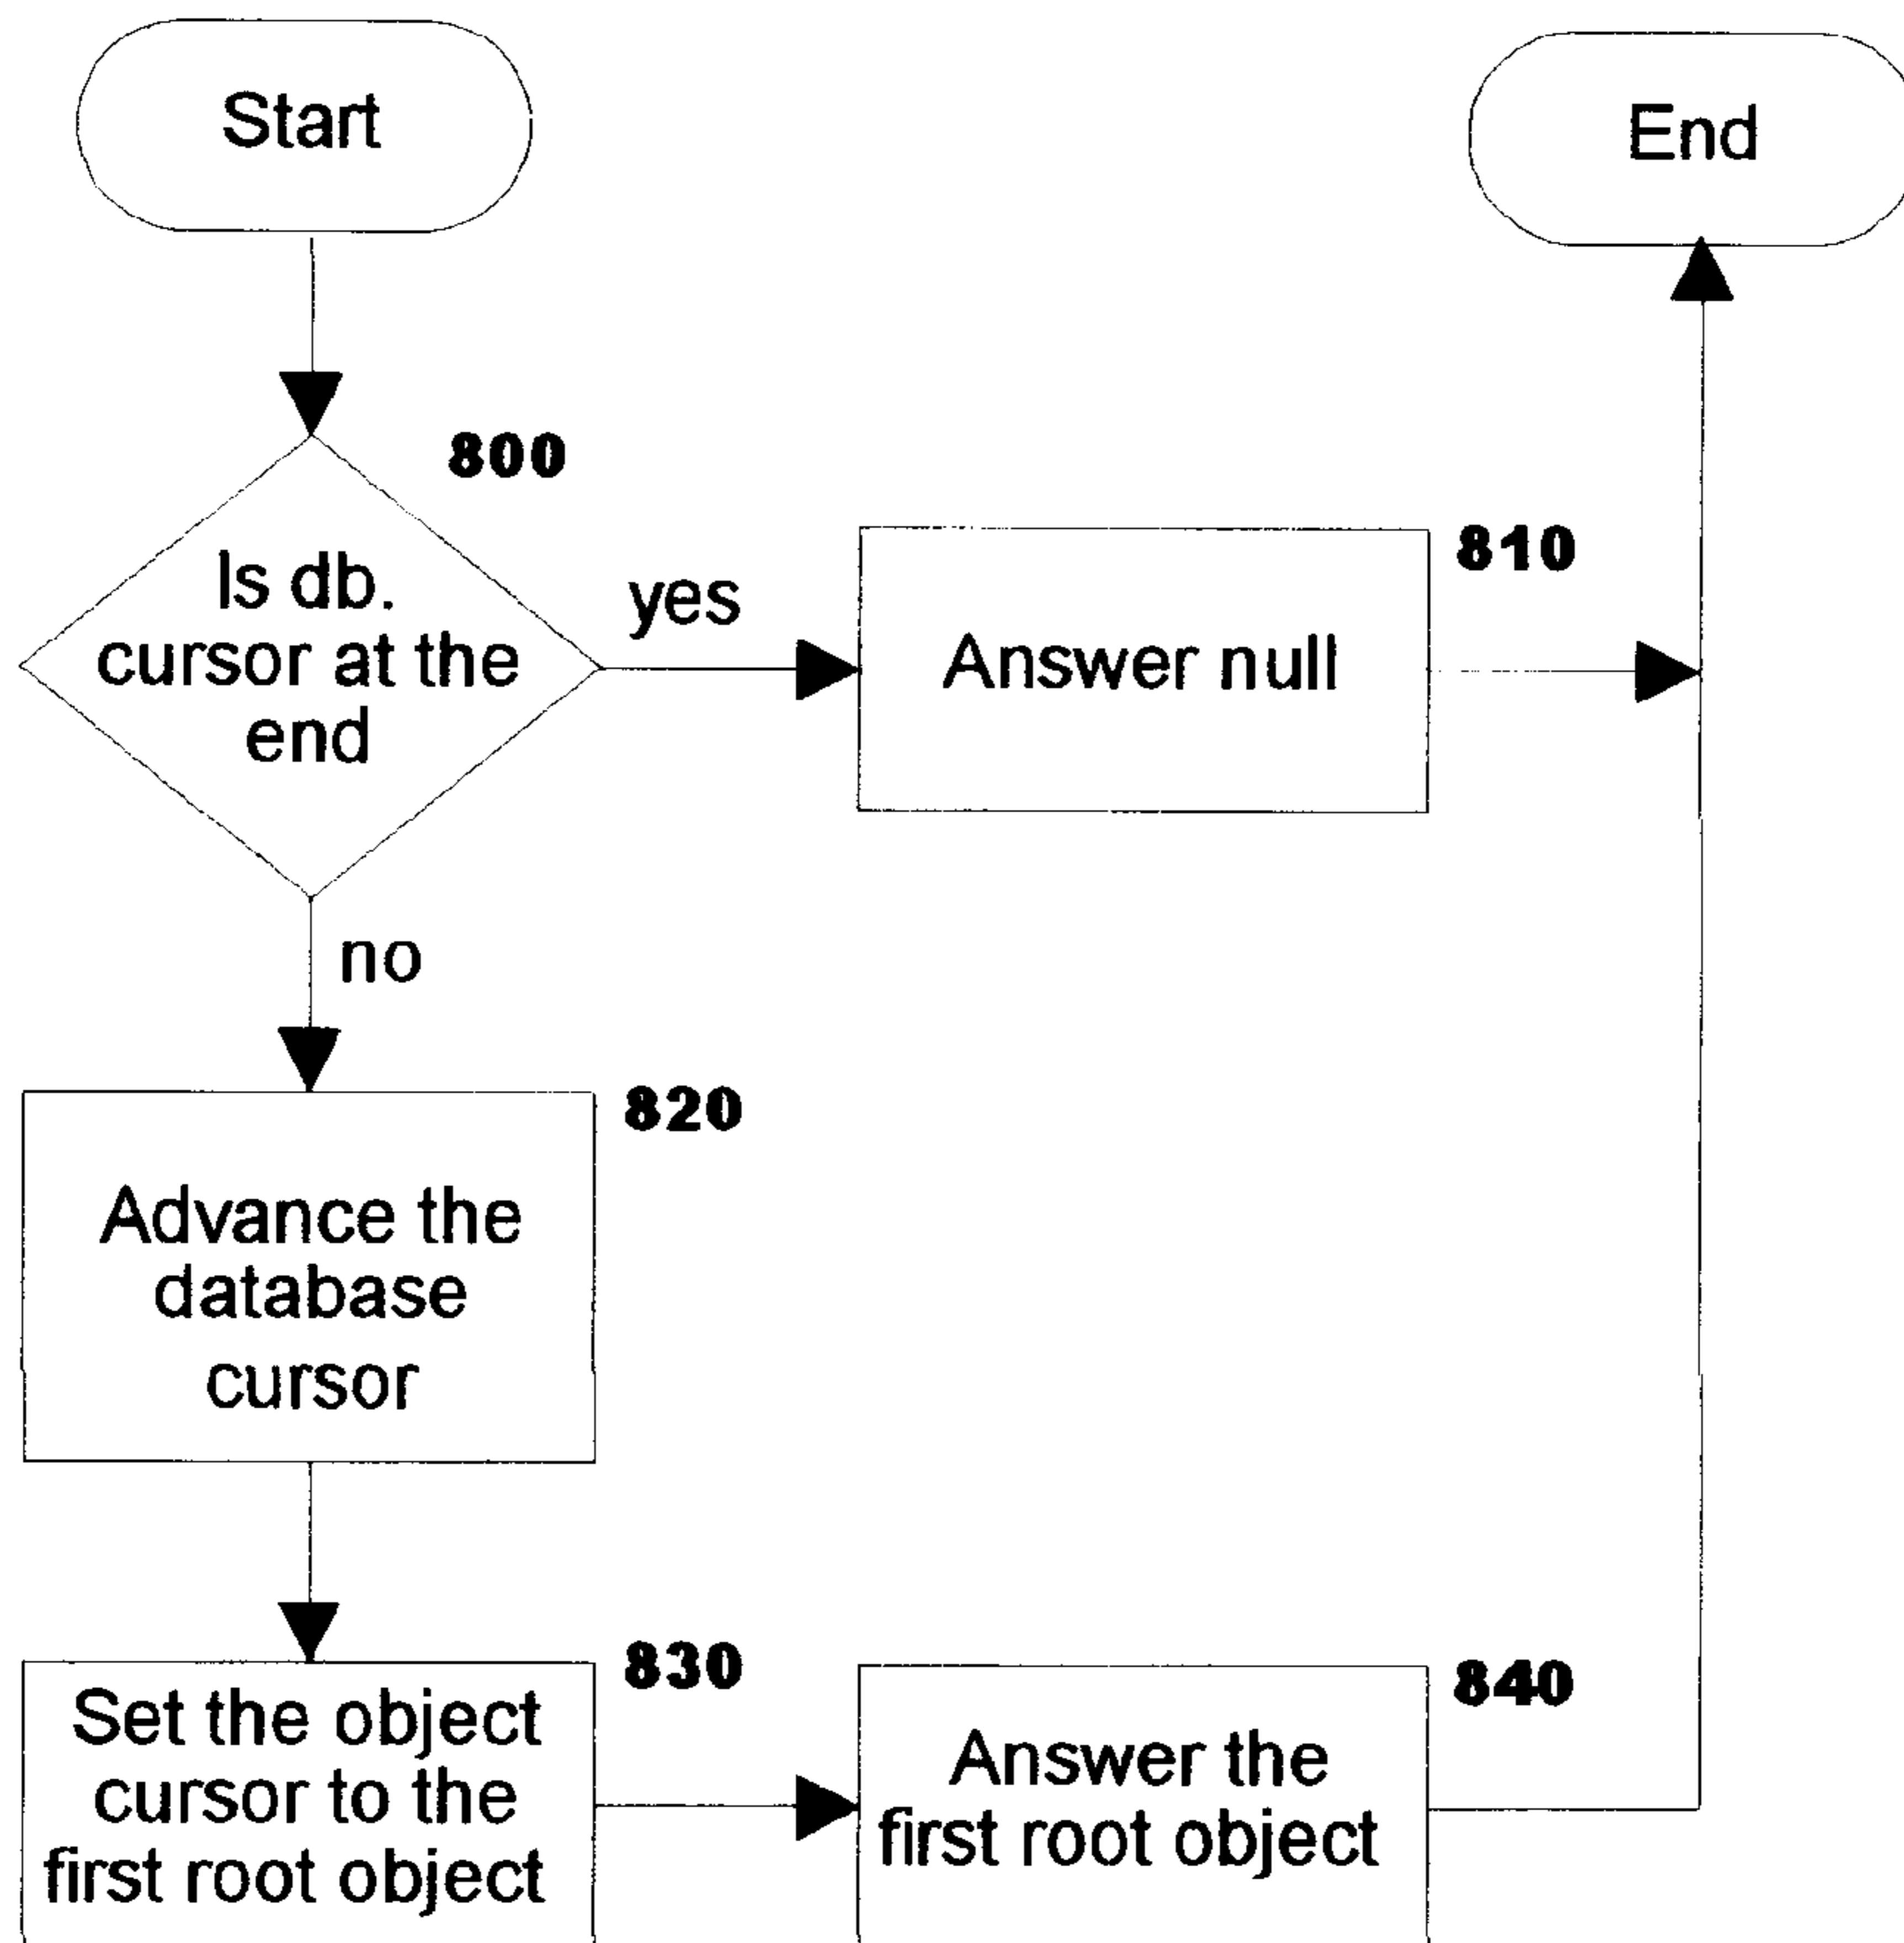 Start
End
800
Is db.
cursor at the
end
yes
810
Answer null
no
820
Advance the
database
cursor
830
Set the object
cursor to the
first root object
840
Answer the
first root object